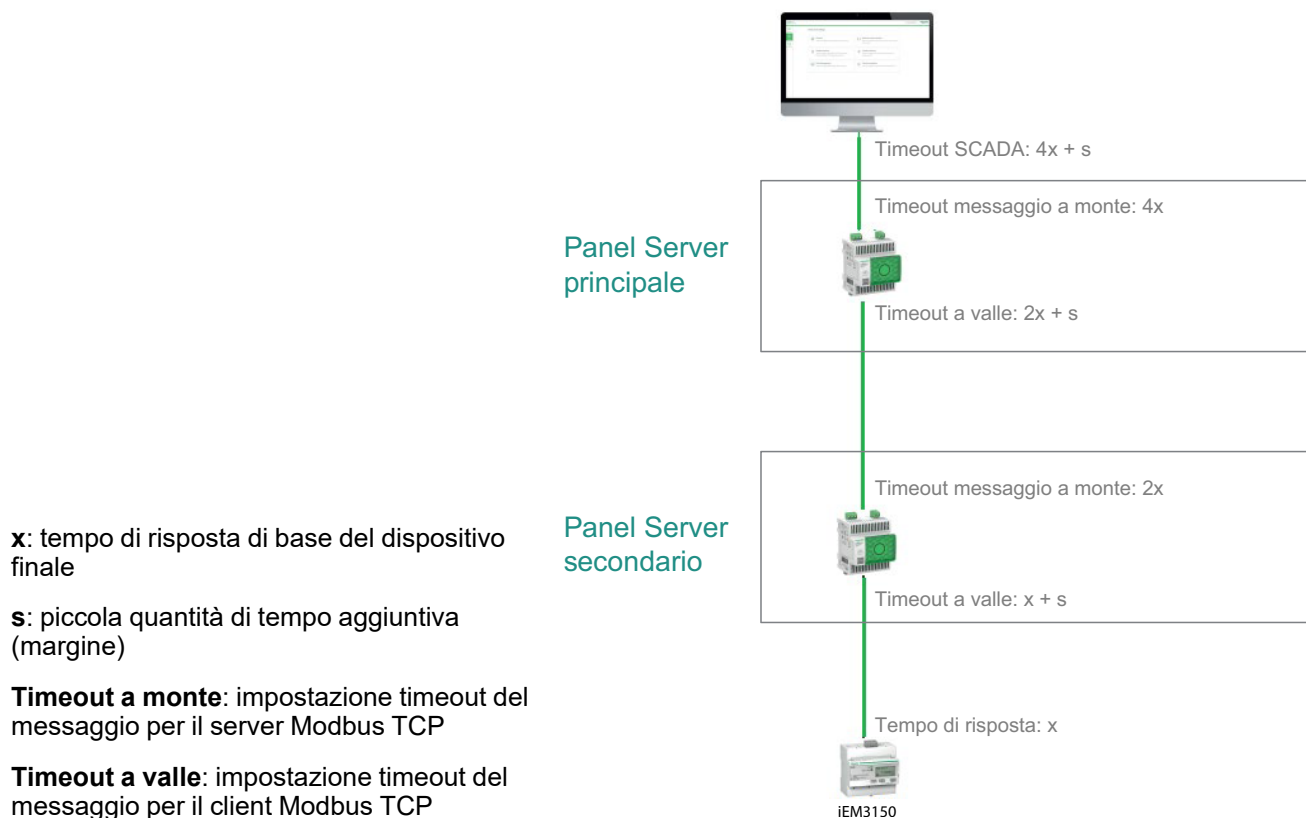 Timeout SCADA: 4x + s
Timeout messaggio a monte: 4x
Panel Server
principale
Timeout a valle: 2x + s
Timeout messaggio a monte: 2x
Panel Server
secondario
Timeout a valle: x + s
Tempo di risposta: x
iEM3150
x: tempo di risposta di base del dispositivo
finale
s: piccola quantità di tempo aggiuntiva
(margine)
Timeout a monte: impostazione timeout del
messaggio per il server Modbus TCP
Timeout a valle: impostazione timeout del
messaggio per il client Modbus TCP